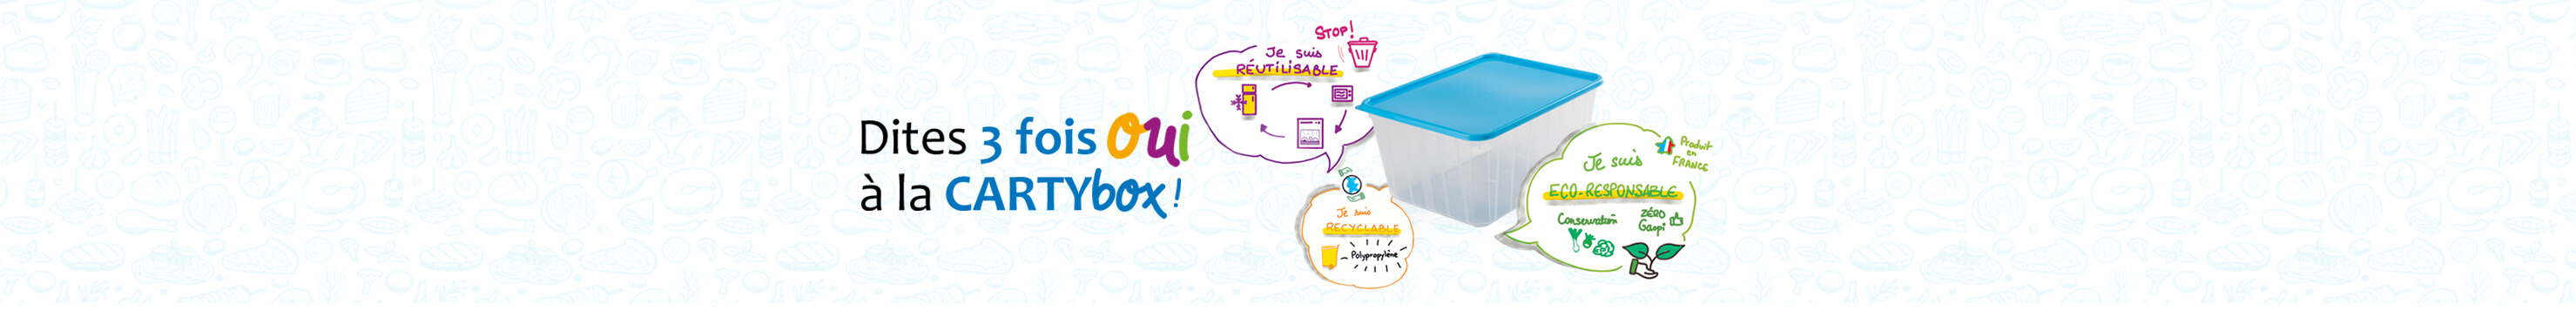 Dites 3 fois oui
à la CARTYbox !
STOP!
Je suis
RÉUTILISABLE
Je suis
RECYCLABLE
Polypropylène
Produit
en
FRANCE
Je suis
ECO-RESPONSABLE
Conservation
ZÉRO
Gaspi